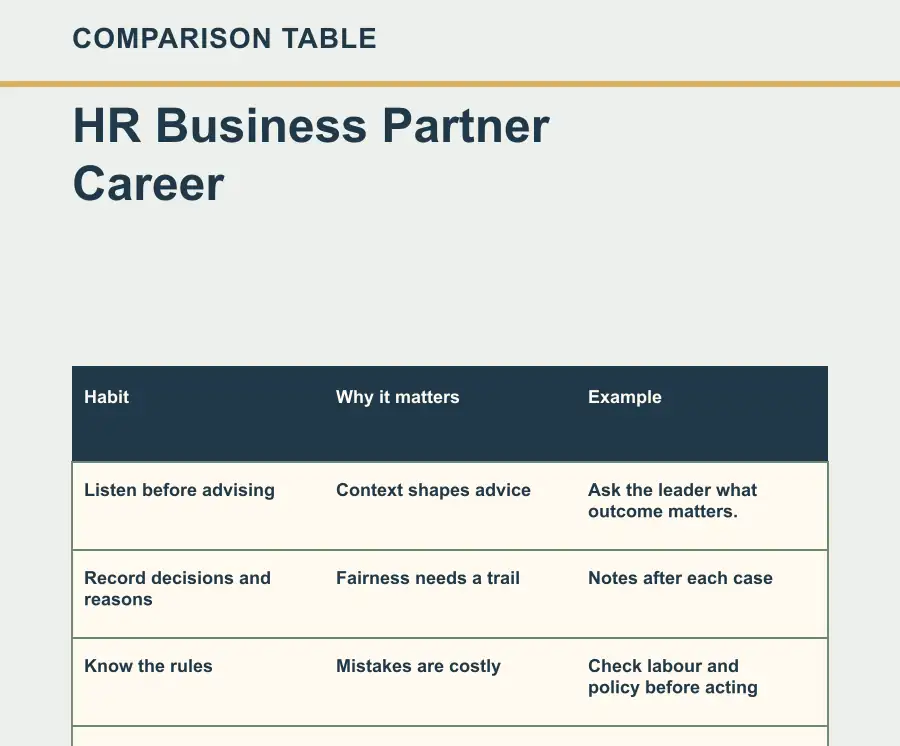 COMPARISON TABLE
HR Business Partner
Career
Habit
Why it matters
Example
Listen before advising
Context shapes advice
Ask the leader what
outcome matters.
Record decisions and
reasons
Fairness needs a trail
Notes after each case
Know the rules
Mistakes are costly
Check labour and
policy before acting